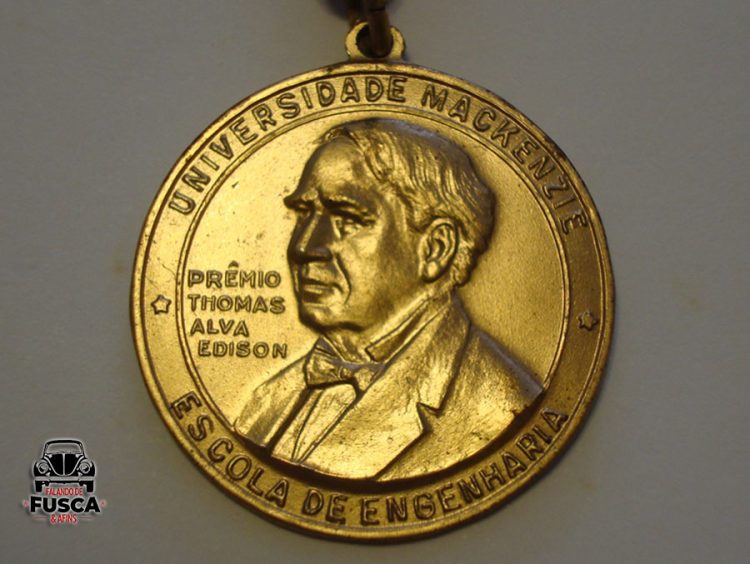 UNIVERSIDADE MACKENZIE
PRÊMIO
THOMAS
ALVA
EDISON
ESCOLA DE ENGENHARIA
FALANDO DE
FUSCA
& AFINS